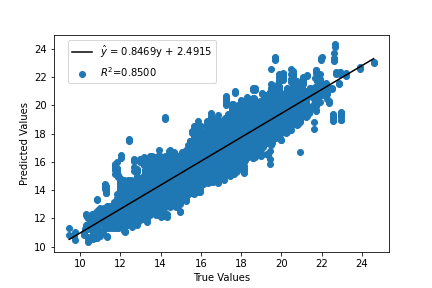 ŷ = 0.8469y + 2.4915
R²=0.8500
Predicted Values
24
22
20
18
16
14
12
10
10 12 14 16 18 20 22 24
True Values